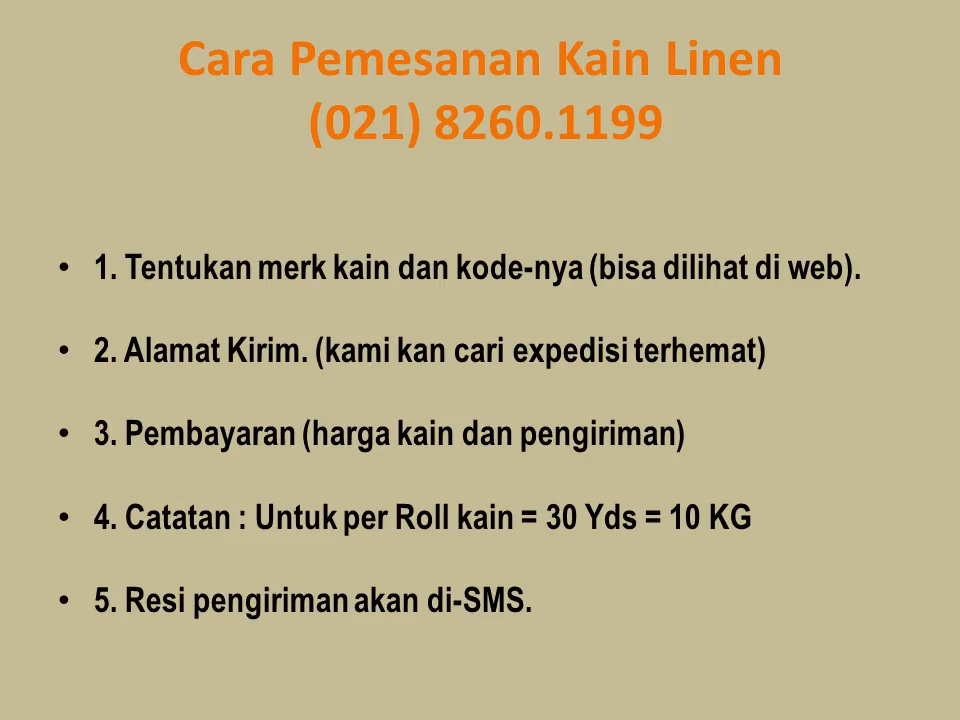 Cara Pemesanan Kain Linen
(021) 8260.1199
• 1. Tentukan merk kain dan kode-nya (bisa dilihat di web).
• 2. Alamat Kirim. (kami kan cari expedisi terhemat)
• 3. Pembayaran (harga kain dan pengiriman)
• 4. Catatan : Untuk per Roll kain = 30 Yds = 10 KG
• 5. Resi pengiriman akan di-SMS.